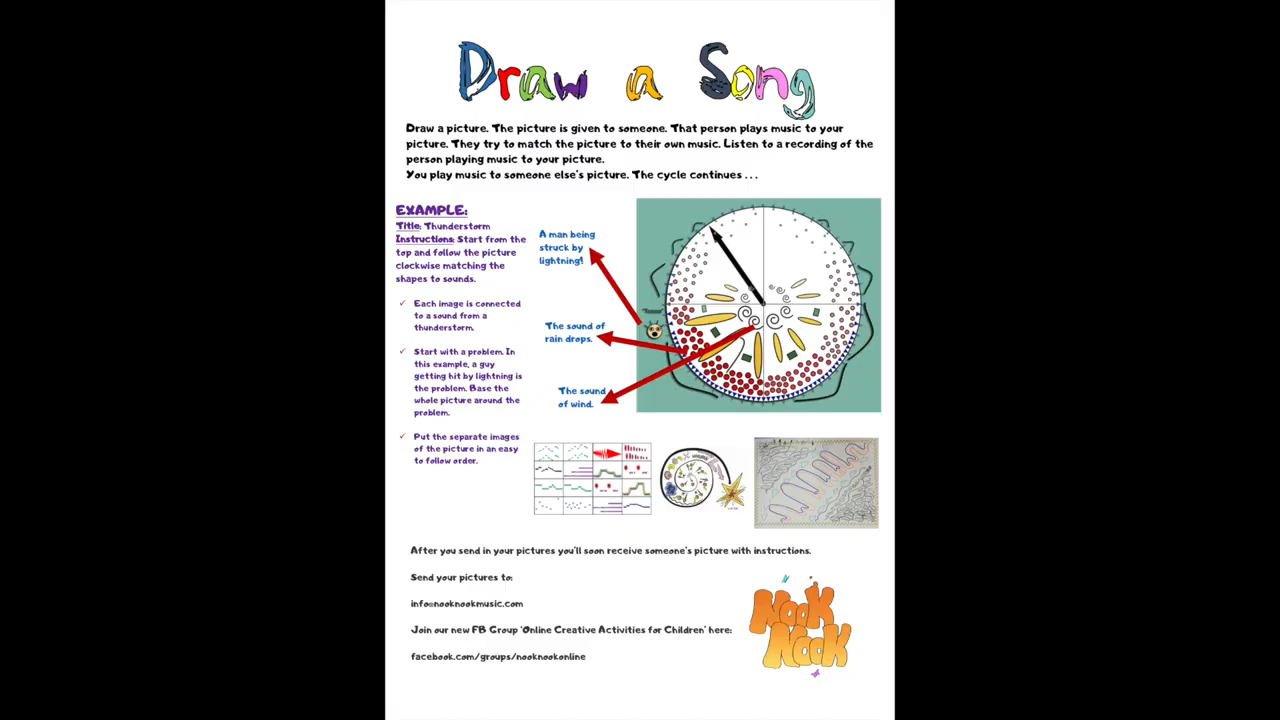 Draw a Song
Draw a picture. The picture is given to someone. That person plays music to your
picture. They try to match the picture to their own music. Listen to a recording of the
person playing music to your picture.
You play music to someone else's picture. The cycle continues . . .
EXAMPLE:
Title: Thunderstorm
Instructions: Start from the
top and follow the picture
clockwise matching the
shapes to sounds.
✓ Each image is connected
to a sound from a
thunderstorm.
✓ Start with a problem. In
this example, a guy
getting hit by lightning is
the problem. Base the
whole picture around the
problem.
✓ Put the separate images
of the picture in an easy
to follow order.
A man being
struck by
lightning!
The sound of
rain drops.
The sound
of wind.
After you send in your pictures you'll soon receive someone's picture with instructions.
Send your pictures to:
info@nooknookmusic.com
Join our new FB Group 'Online Creative Activities for Children' here:
facebook.com/groups/nooknookonline
Nook
Nook